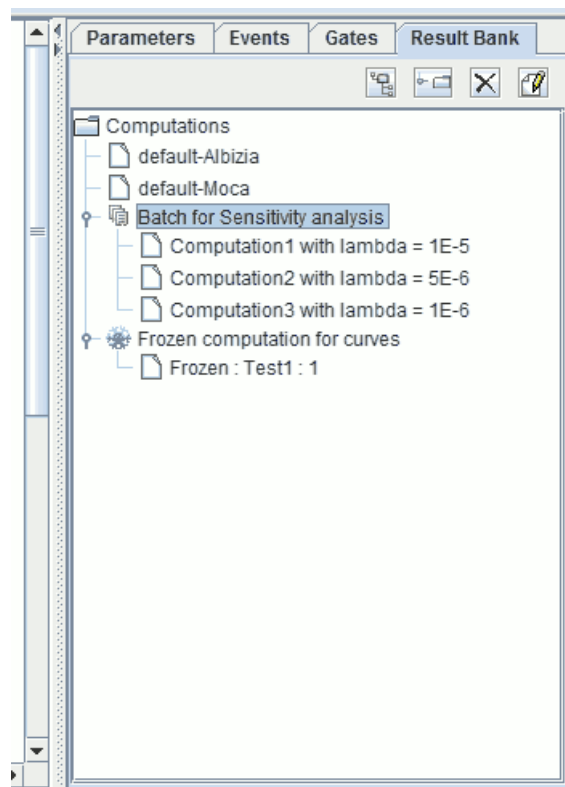 Parameters Events Gates Result Bank
Computations
default-Albizia
default-Moca
Batch for Sensitivity analysis
Computation1 with lambda = 1E-5
Computation2 with lambda = 5E-6
Computation3 with lambda = 1E-6
Frozen computation for curves
Frozen : Test1 : 1